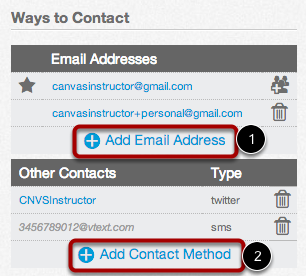 Ways to Contact
Email Addresses
canvasinstructor@gmail.com
canvasinstructor+personal@gmail.com
Add Email Address 1
Other Contacts Type
CNVSInstructor twitter
3456789012@vtext.com sms
Add Contact Method 2